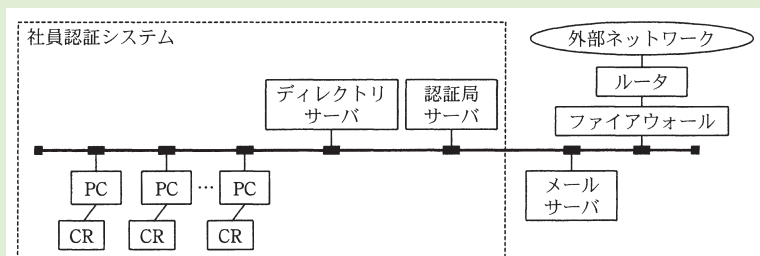 社員認証システム
外部ネットワーク
ルータ
ファイアウォール
ディレクトリ
サーバ
認証局
サーバ
PC
PC
…
PC
CR
CR
CR
メール
サーバ